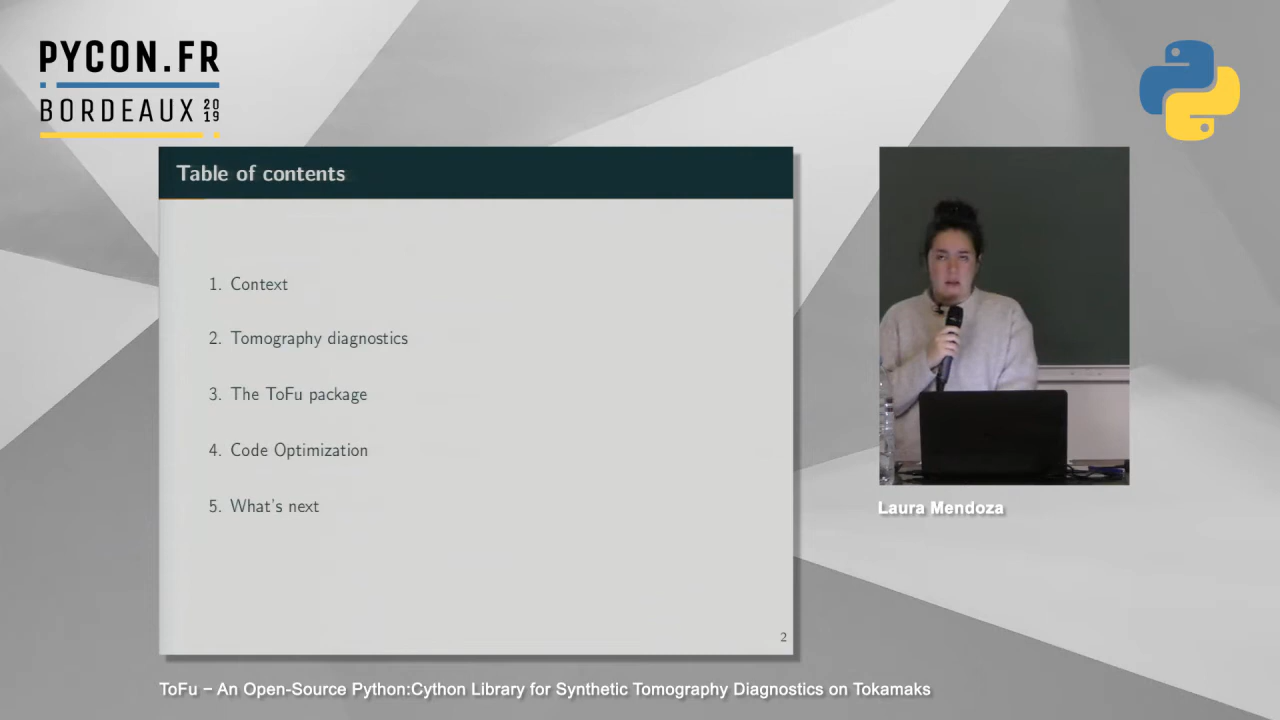 PYCON.FR
BORDEAUX 2019
Table of contents
1. Context
2. Tomography diagnostics
3. The ToFu package
4. Code Optimization
5. What's next
2
Laura Mendoza
ToFu – An Open-Source Python:Cython Library for Synthetic Tomography Diagnostics on Tokamaks